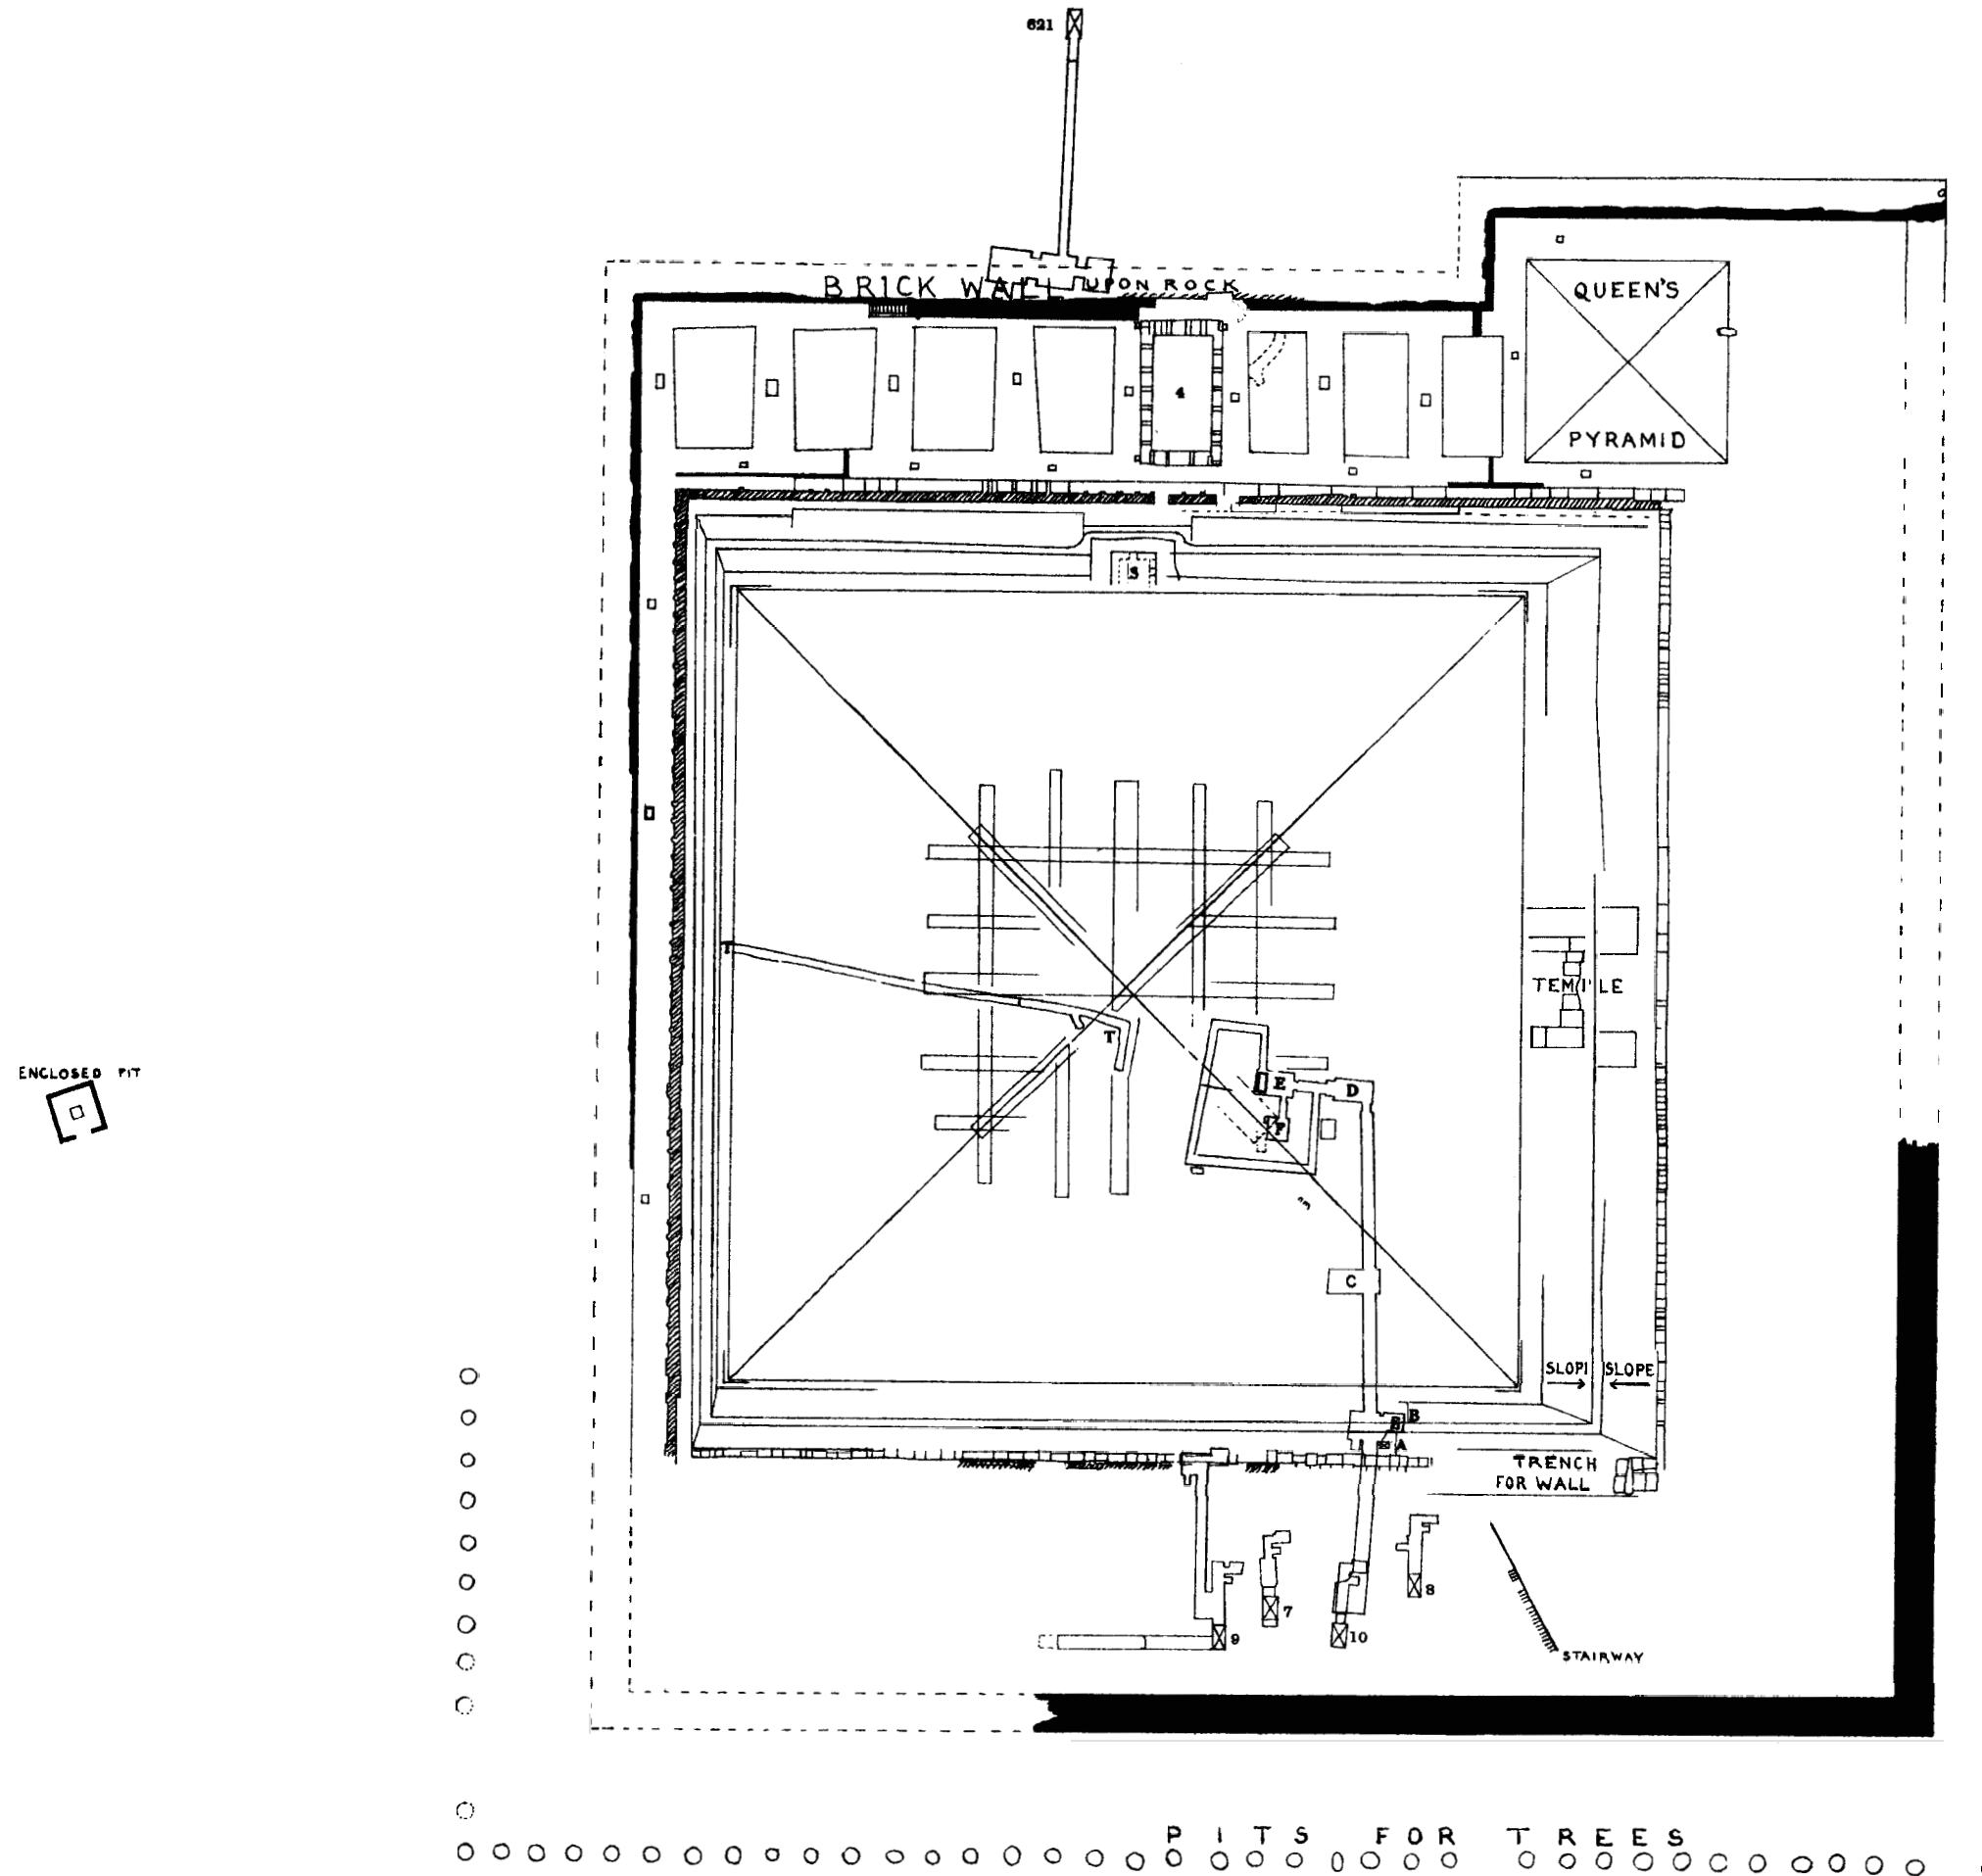 621
BRICK WALL UPON ROCK
QUEEN'S
PYRAMID
4
S
T
TEMPLE
T
ENCLOSED PIT
E
D
F
C
SLOPE
SLOPE
B
A
TRENCH
FOR WALL
8
7
9
10
STAIRWAY
PITS FOR TREES